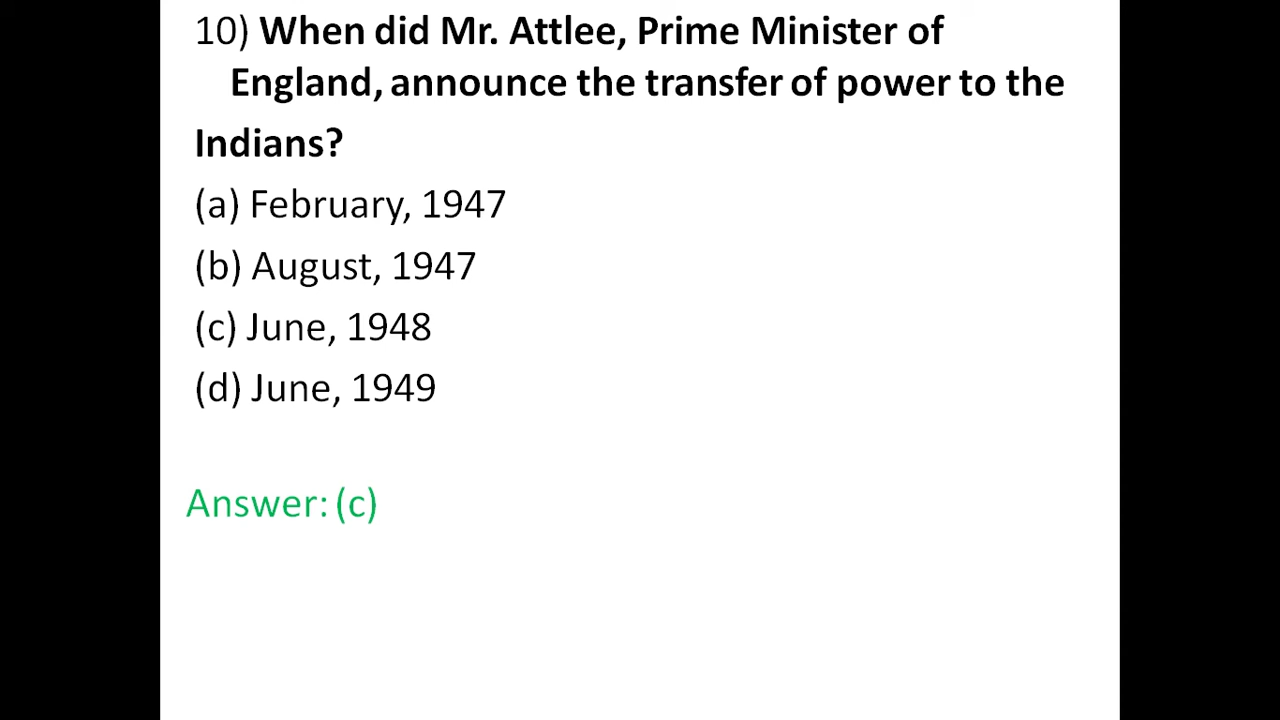 10) When did Mr. Attlee, Prime Minister of
England, announce the transfer of power to the
Indians?
(a) February, 1947
(b) August, 1947
(c) June, 1948
(d) June, 1949
Answer: (c)